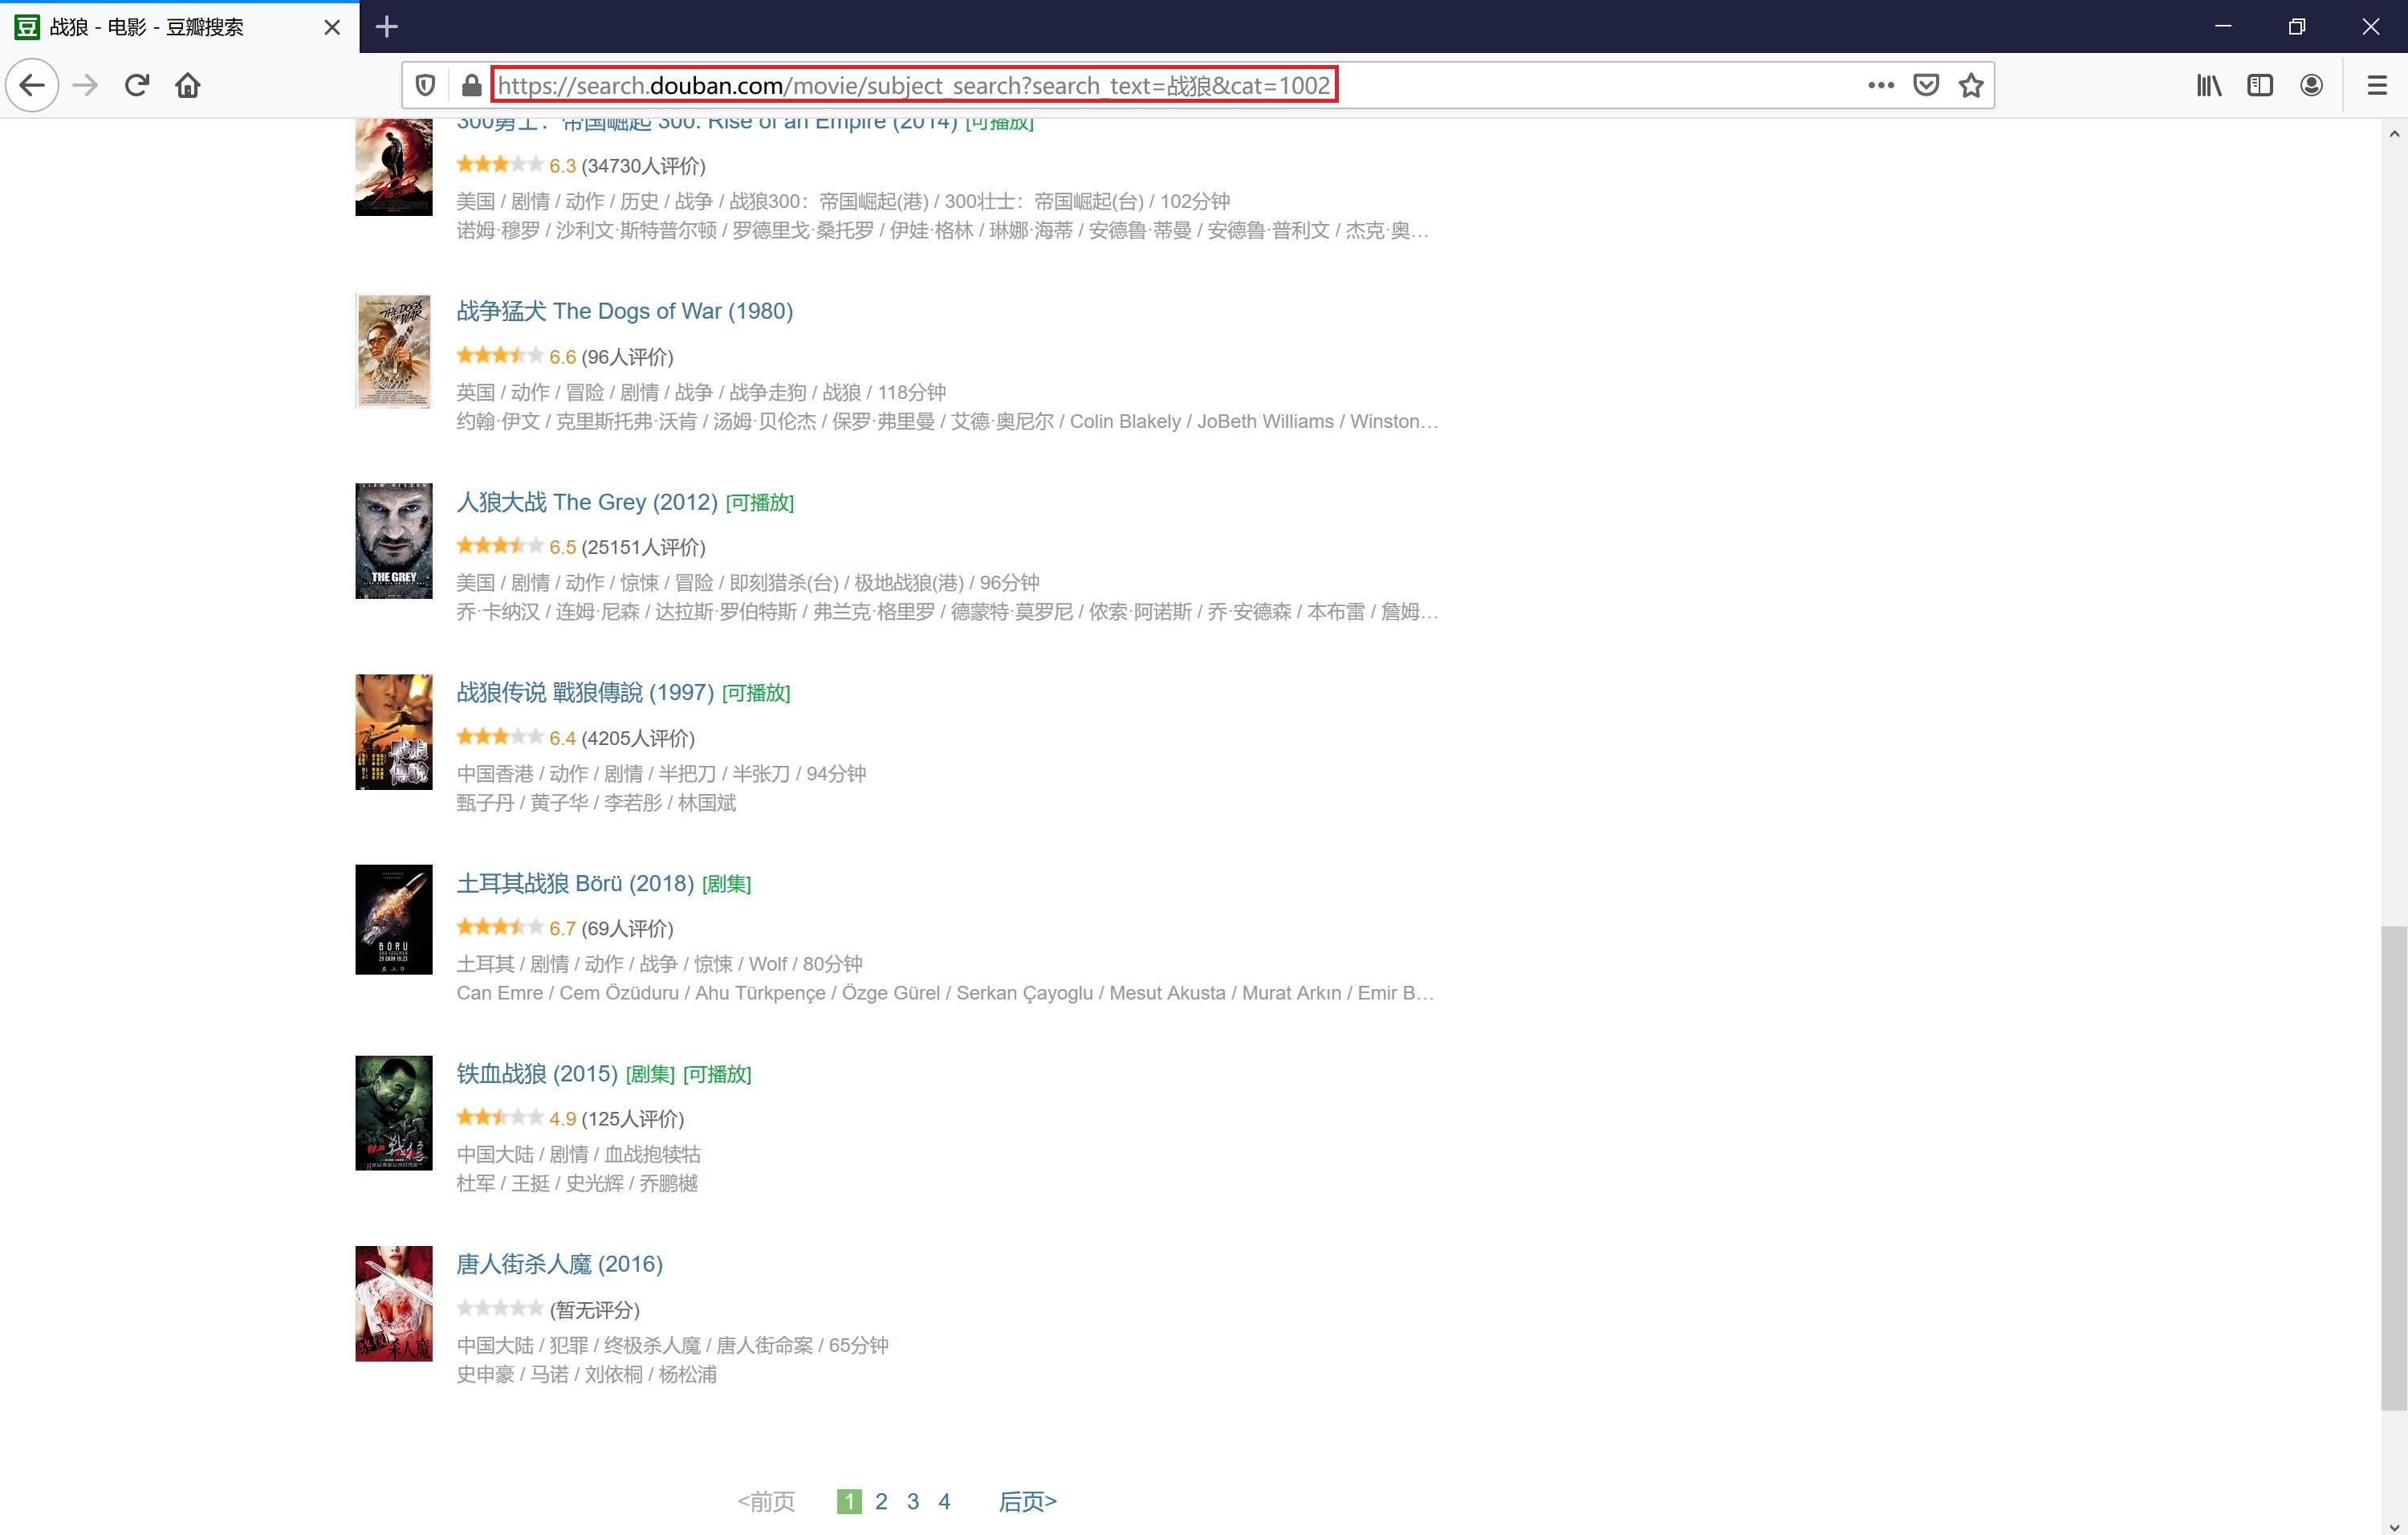 战狼 - 电影 - 豆瓣搜索
https://search.douban.com/movie/subject_search?search_text=战狼&cat=1002
300勇士：帝国崛起 300: Rise of an Empire (2014) [可播放]
6.3 (34730人评价)
美国 / 剧情 / 动作 / 历史 / 战争 / 战狼300：帝国崛起(港) / 300壮士：帝国崛起(台) / 102分钟
诺姆·穆罗 / 沙利文·斯特普尔顿 / 罗德里戈·桑托罗 / 伊娃·格林 / 琳娜·海蒂 / 安德鲁·蒂曼 / 安德鲁·普利文 / 杰克·奥…
THE DOGS OF WAR
战争猛犬 The Dogs of War (1980)
6.6 (96人评价)
英国 / 动作 / 冒险 / 剧情 / 战争 / 战争走狗 / 战狼 / 118分钟
约翰·伊文 / 克里斯托弗·沃肯 / 汤姆·贝伦杰 / 保罗·弗里曼 / 艾德·奥尼尔 / Colin Blakely / JoBeth Williams / Winston…
THE GREY
人狼大战 The Grey (2012) [可播放]
6.5 (25151人评价)
美国 / 剧情 / 动作 / 惊悚 / 冒险 / 即刻猎杀(台) / 极地战狼(港) / 96分钟
乔·卡纳汉 / 连姆·尼森 / 达拉斯·罗伯特斯 / 弗兰克·格里罗 / 德蒙特·莫罗尼 / 侬索·阿诺斯 / 乔·安德森 / 本布雷 / 詹姆…
战狼传说 戰狼傳說 (1997) [可播放]
6.4 (4205人评价)
中国香港 / 动作 / 剧情 / 半把刀 / 半张刀 / 94分钟
甄子丹 / 黄子华 / 李若彤 / 林国斌
BÖRÜ
土耳其战狼 Börü (2018) [剧集]
6.7 (69人评价)
土耳其 / 剧情 / 动作 / 战争 / 惊悚 / Wolf / 80分钟
Can Emre / Cem Özüduru / Ahu Türkpençe / Özge Gürel / Serkan Çayoglu / Mesut Akusta / Murat Arkın / Emir B…
铁血战狼 (2015) [剧集] [可播放]
4.9 (125人评价)
中国大陆 / 剧情 / 血战抱犊牯
杜军 / 王挺 / 史光辉 / 乔鹏樾
杀人魔
唐人街杀人魔 (2016)
(暂无评分)
中国大陆 / 犯罪 / 终极杀人魔 / 唐人街命案 / 65分钟
史申豪 / 马诺 / 刘依桐 / 杨松浦
<前页 1 2 3 4 后页>